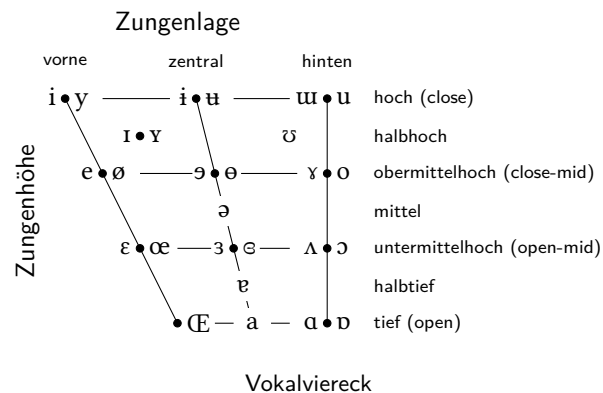 Zungenlage
vorne zentral hinten
i y ɨ ʉ ɯ u hoch (close)
ɪ ʏ ʊ halbhoch
e ø ɘ ɵ ɤ o obermittelhoch (close-mid)
ə mittel
ɛ œ ɜ ɞ ʌ ɔ untermittelhoch (open-mid)
ɐ halbtief
Œ a ɑ ɒ tief (open)
Zungenhöhe
Vokalviereck